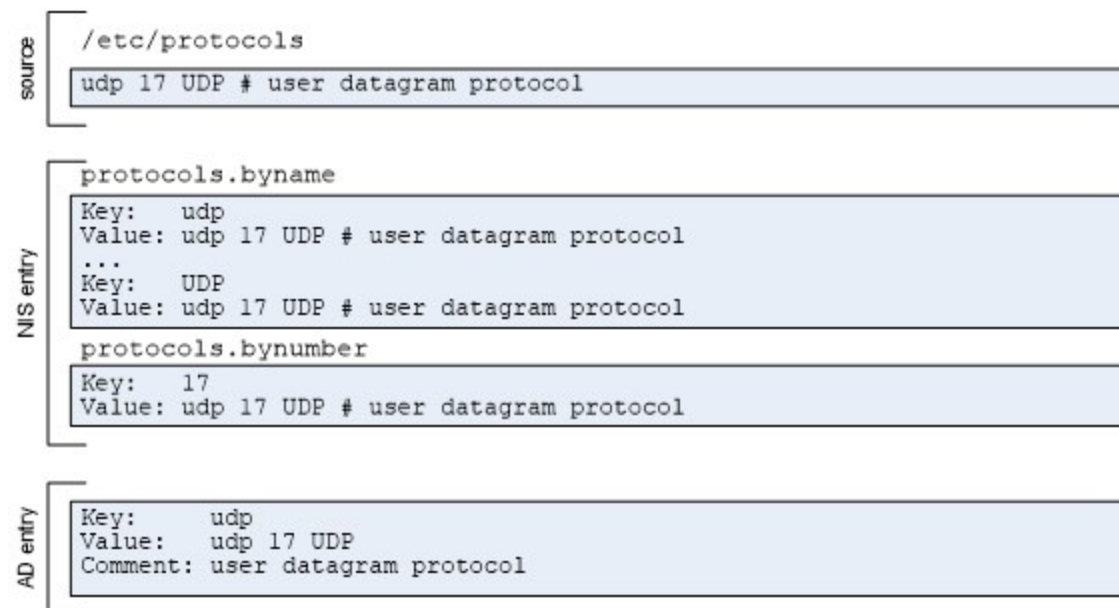 source
/etc/protocols
udp 17 UDP # user datagram protocol
NIS entry
protocols.byname
Key: udp
Value: udp 17 UDP # user datagram protocol
...
Key: UDP
Value: udp 17 UDP # user datagram protocol
protocols.bynumber
Key: 17
Value: udp 17 UDP # user datagram protocol
AD entry
Key: udp
Value: udp 17 UDP
Comment: user datagram protocol